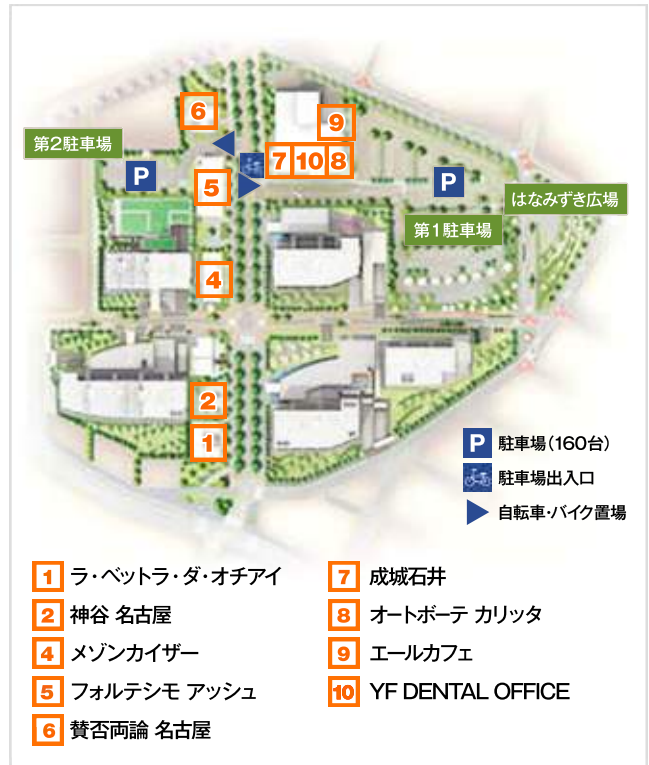 6
9
第2駐車場
7 10 8
P
5
P
はなみずき広場
第1駐車場
4
2
1
P 駐車場(160台)
駐車場出入口
自転車・バイク置場
1 ラ・ベットラ・ダ・オチアイ
2 神谷 名古屋
4 メゾンカイザー
5 フォルテシモ アッシュ
6 賛否両論 名古屋
7 成城石井
8 オートボーテ カリッタ
9 エールカフェ
10 YF DENTAL OFFICE